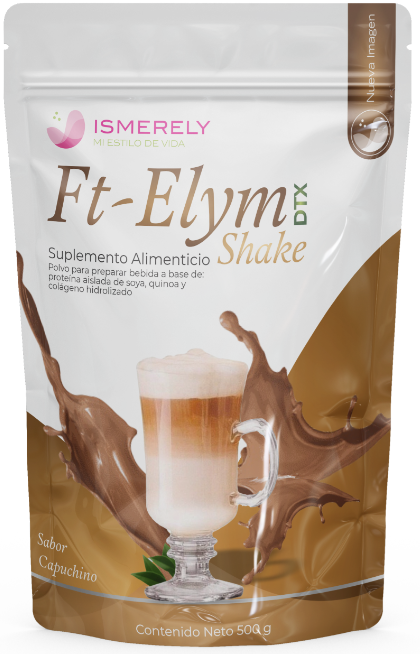 Nueva Imagen
ISMERELY
MI ESTILO DE VIDA
Ft-Elym
DTX
Shake
Suplemento Alimenticio
Polvo para preparar bebida a base de:
proteína aislada de soya, quinoa y
colágeno hidrolizado
Sabor
Capuchino
Contenido Neto 500 g